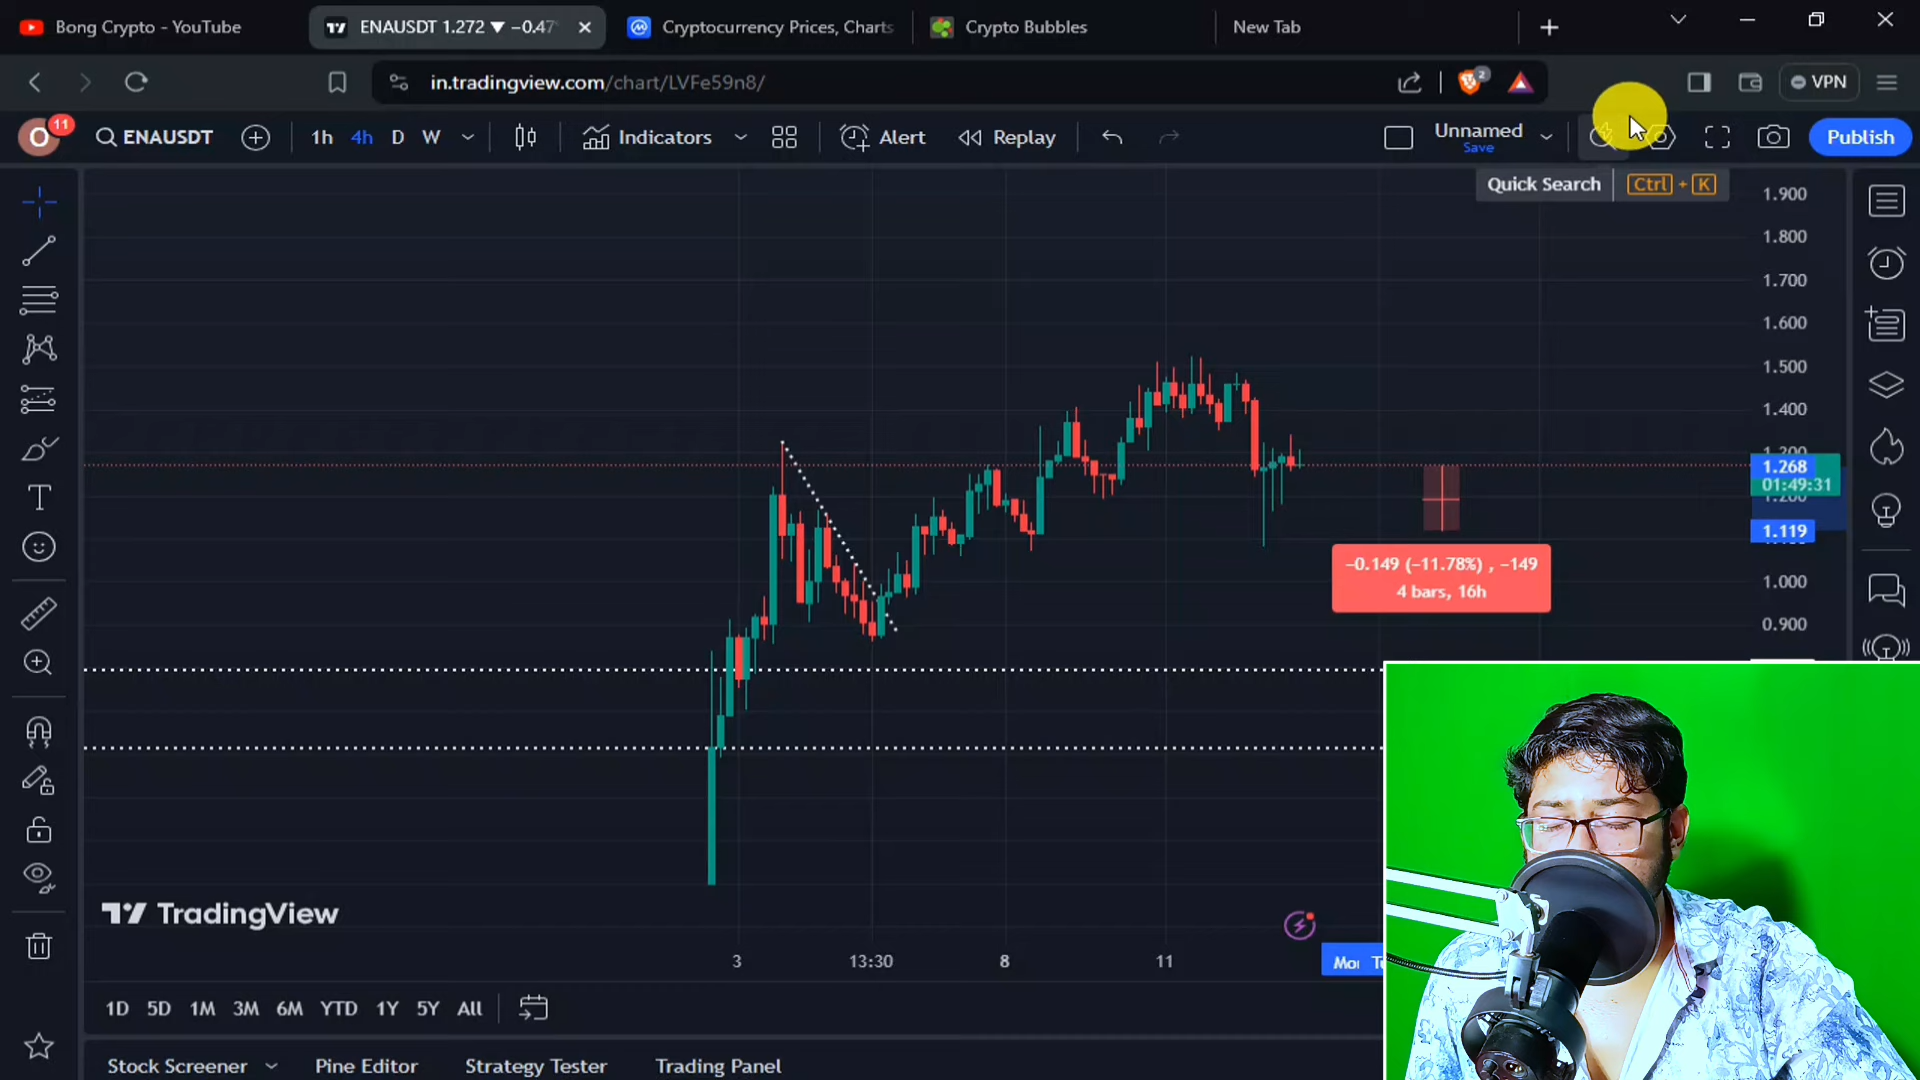 Bong Crypto - YouTube
ENAUSDT 1.272 ▼ −0.47
Cryptocurrency Prices, Charts
Crypto Bubbles
New Tab
in.tradingview.com/chart/LVFe59n8/
2
VPN
O
11
ENAUSDT
1h 4h D W
Indicators
Alert
Replay
Unnamed
Save
Publish
Quick Search
Ctrl + K
1.900
1.800
1.700
1.600
1.500
1.400
1.268
01:49:31
1.200
1.119
1.000
0.900
−0.149 (−11.78%) , −149
4 bars, 16h
TradingView
3 13:30 8 11
1D 5D 1M 3M 6M YTD 1Y 5Y All
Stock Screener Pine Editor Strategy Tester Trading Panel